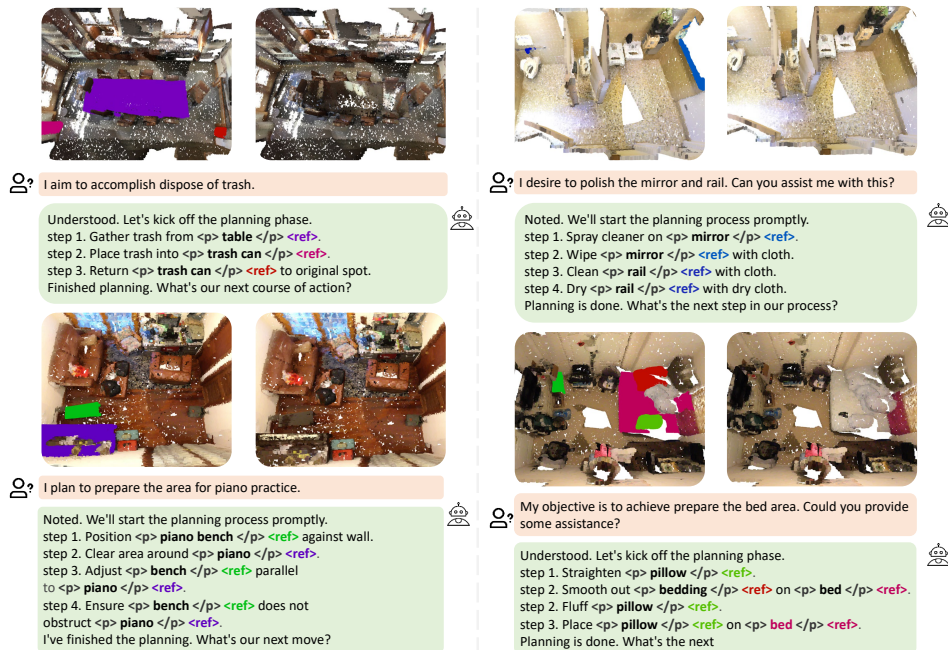 I aim to accomplish dispose of trash.
Understood. Let's kick off the planning phase.
step 1. Gather trash from <p> table </p> <ref>.
step 2. Place trash into <p> trash can </p> <ref>.
step 3. Return <p> trash can </p> <ref> to original spot.
Finished planning. What's our next course of action?
I plan to prepare the area for piano practice.
Noted. We'll start the planning process promptly.
step 1. Position <p> piano bench </p> <ref> against wall.
step 2. Clear area around <p> piano </p> <ref>.
step 3. Adjust <p> bench </p> <ref> parallel
to <p> piano </p> <ref>.
step 4. Ensure <p> bench </p> <ref> does not
obstruct <p> piano </p> <ref>.
I've finished the planning. What's our next move?
I desire to polish the mirror and rail. Can you assist me with this?
Noted. We'll start the planning process promptly.
step 1. Spray cleaner on <p> mirror </p> <ref>.
step 2. Wipe <p> mirror </p> <ref> with cloth.
step 3. Clean <p> rail </p> <ref> with cloth.
step 4. Dry <p> rail </p> <ref> with dry cloth.
Planning is done. What's the next step in our process?
My objective is to achieve prepare the bed area. Could you provide
some assistance?
Understood. Let's kick off the planning phase.
step 1. Straighten <p> pillow </p> <ref>.
step 2. Smooth out <p> bedding </p> <ref> on <p> bed </p> <ref>.
step 2. Fluff <p> pillow </p> <ref>.
step 3. Place <p> pillow </p> <ref> on <p> bed </p> <ref>.
Planning is done. What's the next